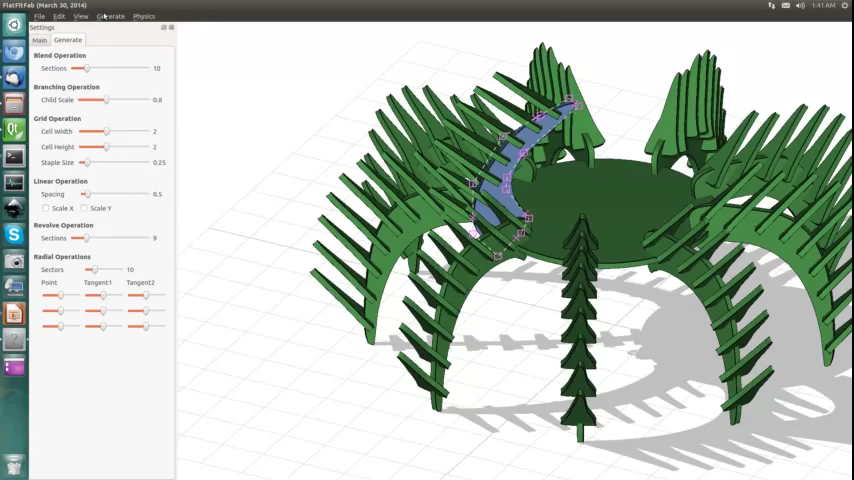 FlatFitFab (March 30, 2014)
1:41 AM
File Edit View Generate Physics
Settings
Main Generate
Blend Operation
Sections 10
Branching Operation
Child Scale 0.8
Grid Operation
Cell Width 2
Cell Height 2
Staple Size 0.25
Linear Operation
Spacing 0.5
Scale X Scale Y
Revolve Operation
Sections 9
Radial Operations
Sectors 10
Point Tangent1 Tangent2